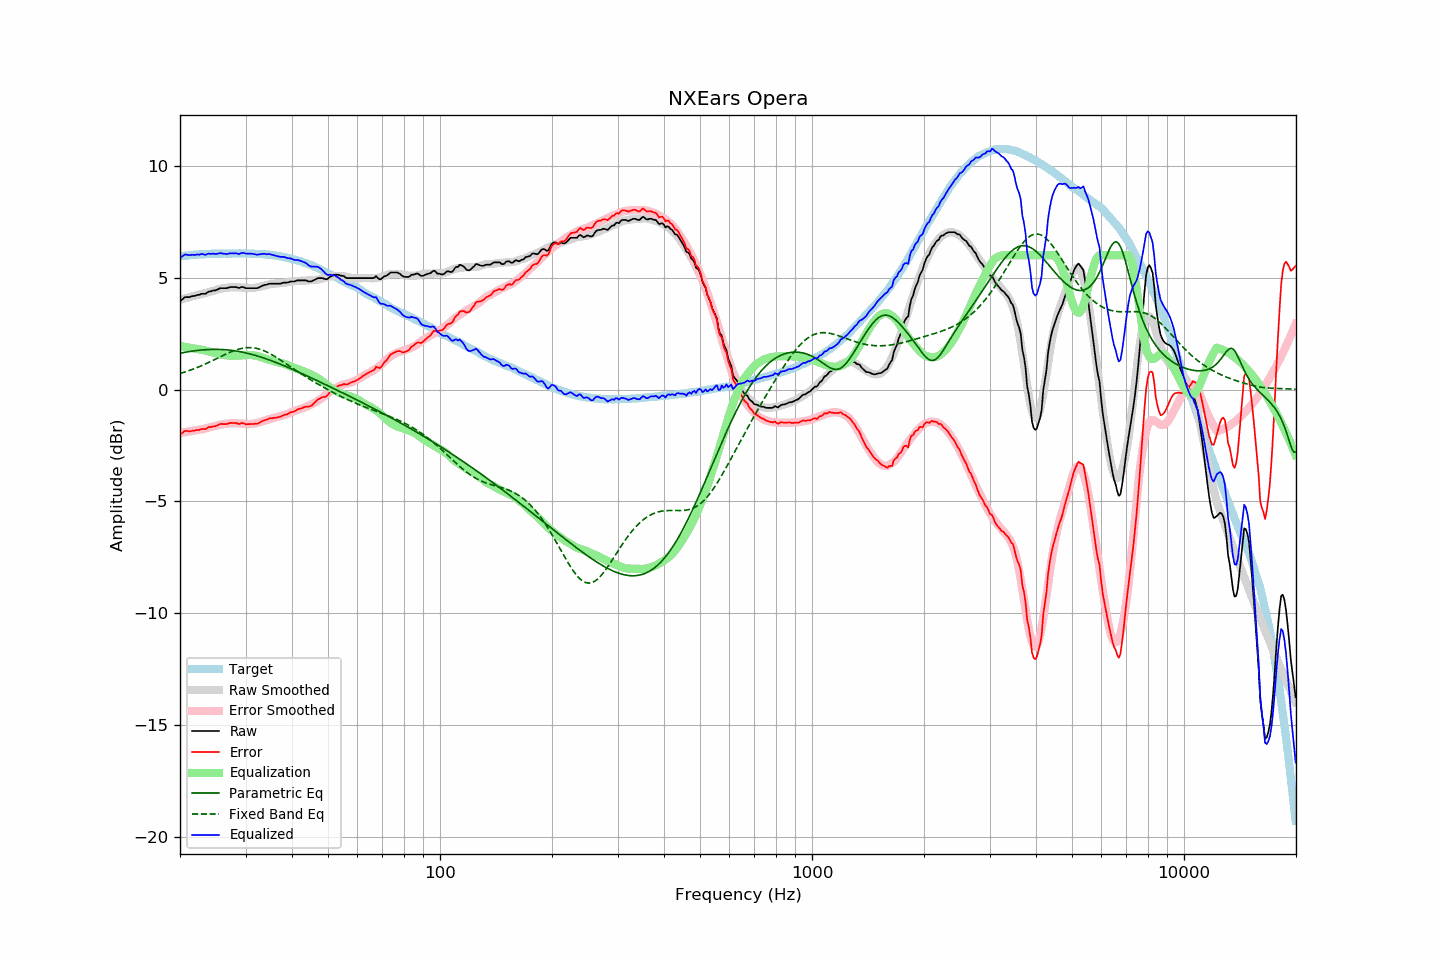 NXEars Opera
10
5
0
−5
−10
−15
−20
Amplitude (dBr)
Target
Raw Smoothed
Error Smoothed
Raw
Error
Equalization
Parametric Eq
Fixed Band Eq
Equalized
100
1000
10000
Frequency (Hz)